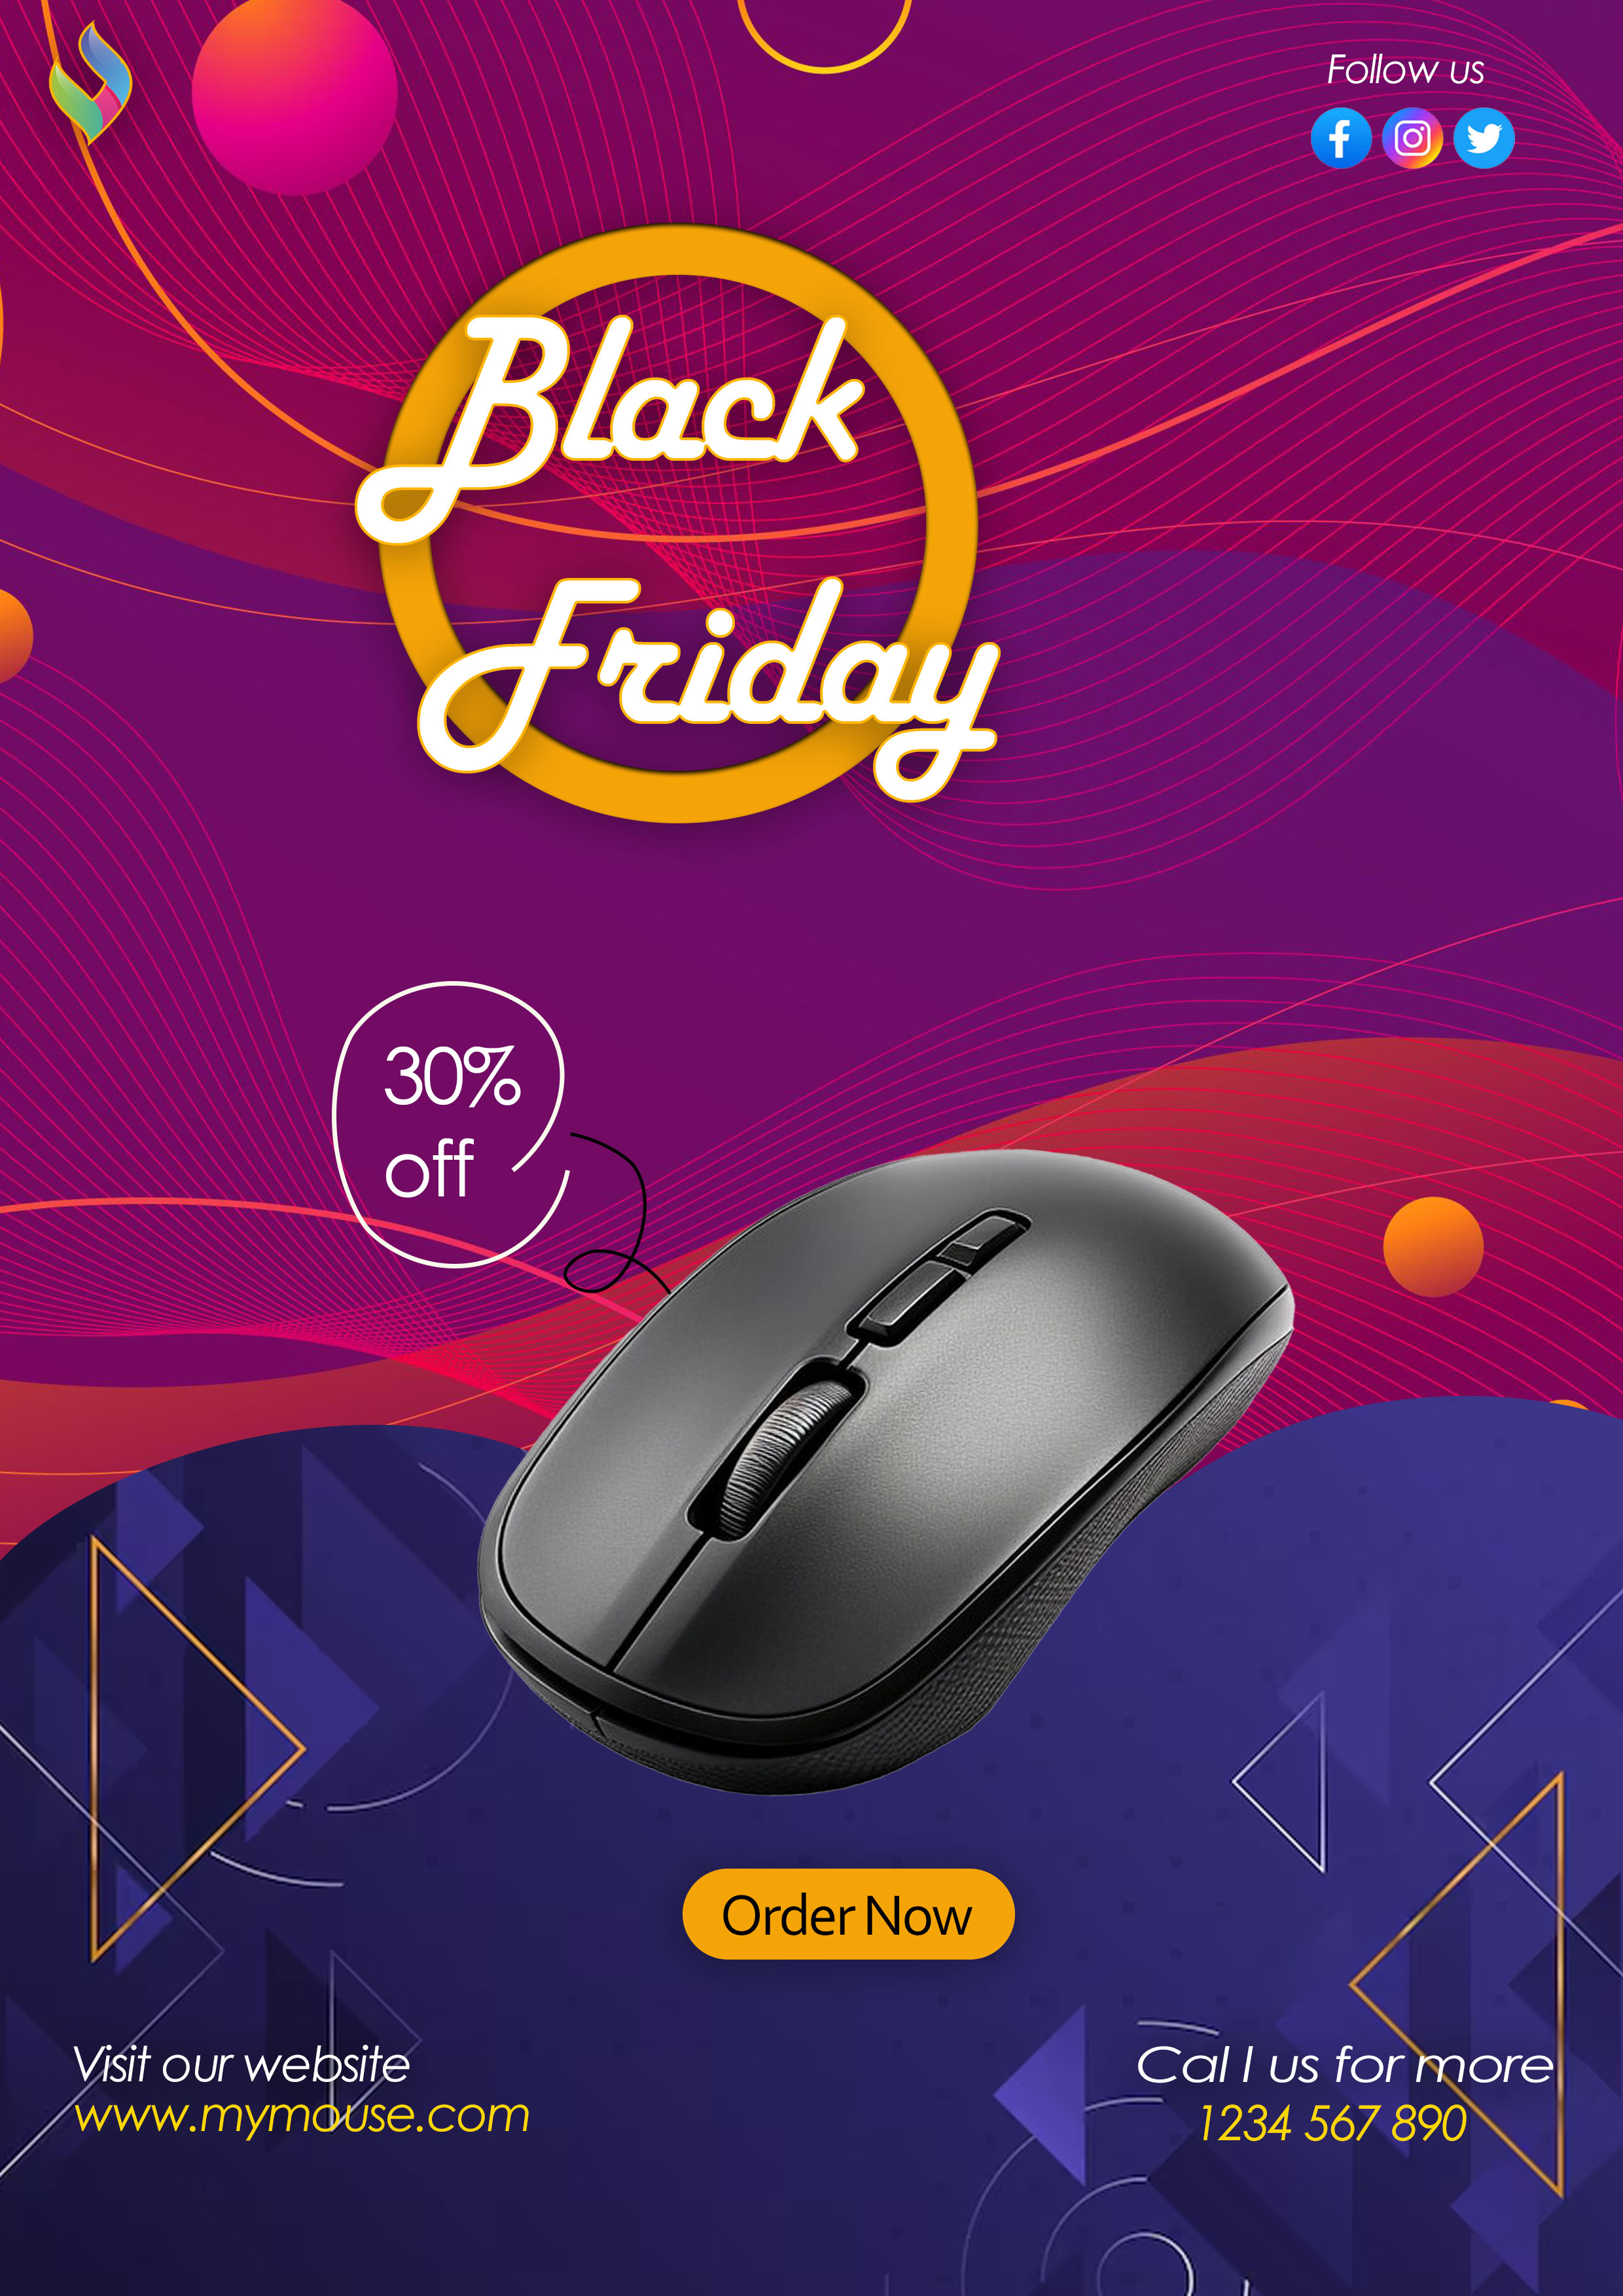 Follow us
Black
Friday
30%
off
Order Now
Visit our website
www.mymouse.com
Cal l us for more
1234 567 890